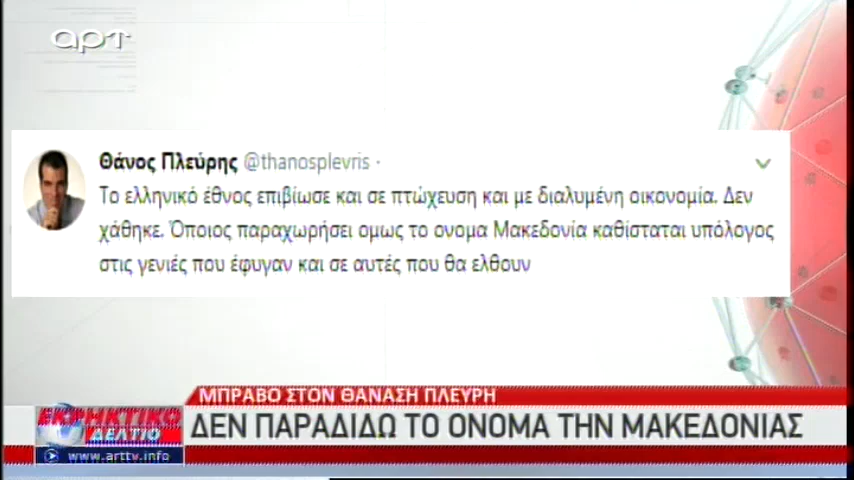 αρτ
Θάνος Πλεύρης @thanosplevris ·
Το ελληνικό έθνος επιβίωσε και σε πτώχευση και με διαλυμένη οικονομία. Δεν
χάθηκε. Όποιος παραχωρήσει ομως το ονομα Μακεδονία καθίσταται υπόλογος
στις γενιές που έφυγαν και σε αυτές που θα ελθουν
ΜΠΡΑΒΟ ΣΤΟΝ ΘΑΝΑΣΗ ΠΛΕΥΡΗ
ΕΚΡΗΚΤΙΚΟ
ΔΕΛΤΙΟ
ΔΕΝ ΠΑΡΑΔΙΔΩ ΤΟ ΟΝΟΜΑ ΤΗΝ ΜΑΚΕΔΟΝΙΑΣ
www.arttv.info